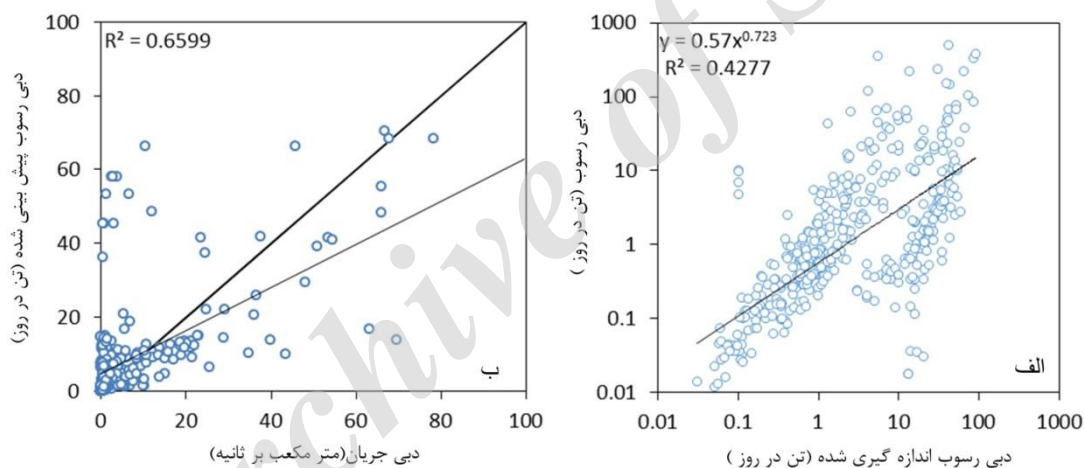 y = 0.57x^0.723
R² = 0.4277
1000
100
10
1
0.1
0.01
دبی رسوب (تن در روز )
الف
0.01 0.1 1 10 100 1000
دبی رسوب اندازه گیری شده (تن در روز )
R² = 0.6599
100
80
60
40
20
0
دبی رسوب پیش بینی شده (تن در روز)
ب
0 20 40 60 80 100
دبی جریان(متر مکعب بر ثانیه)
rchive of S